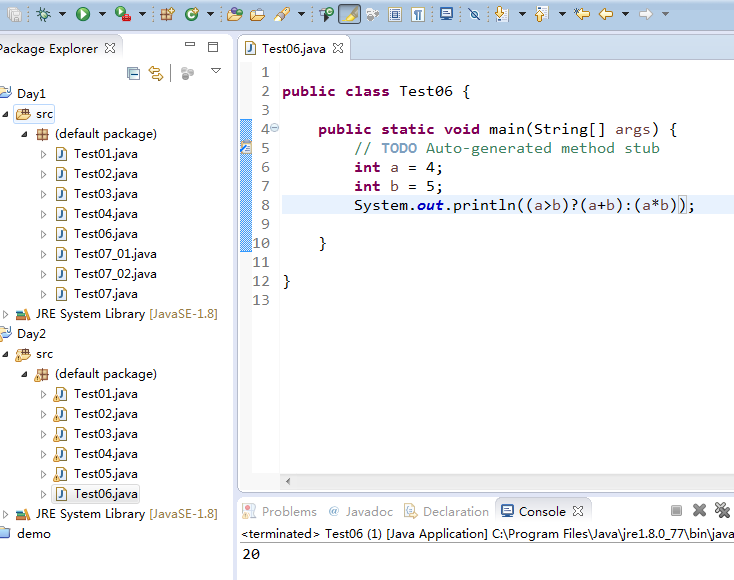 Package Explorer
Day1
src
(default package)
Test01.java
Test02.java
Test03.java
Test04.java
Test06.java
Test07_01.java
Test07_02.java
Test07.java
JRE System Library [JavaSE-1.8]
Day2
src
(default package)
Test01.java
Test02.java
Test03.java
Test04.java
Test05.java
Test06.java
JRE System Library [JavaSE-1.8]
demo
Test06.java
1
2 public class Test06 {
3
4 public static void main(String[] args) {
5 // TODO Auto-generated method stub
6 int a = 4;
7 int b = 5;
8 System.out.println((a>b)?(a+b):(a*b));
9
10 }
11
12 }
13
Problems @ Javadoc Declaration Console
<terminated> Test06 (1) [Java Application] C:\Program Files\Java\jre1.8.0_77\bin\java
20